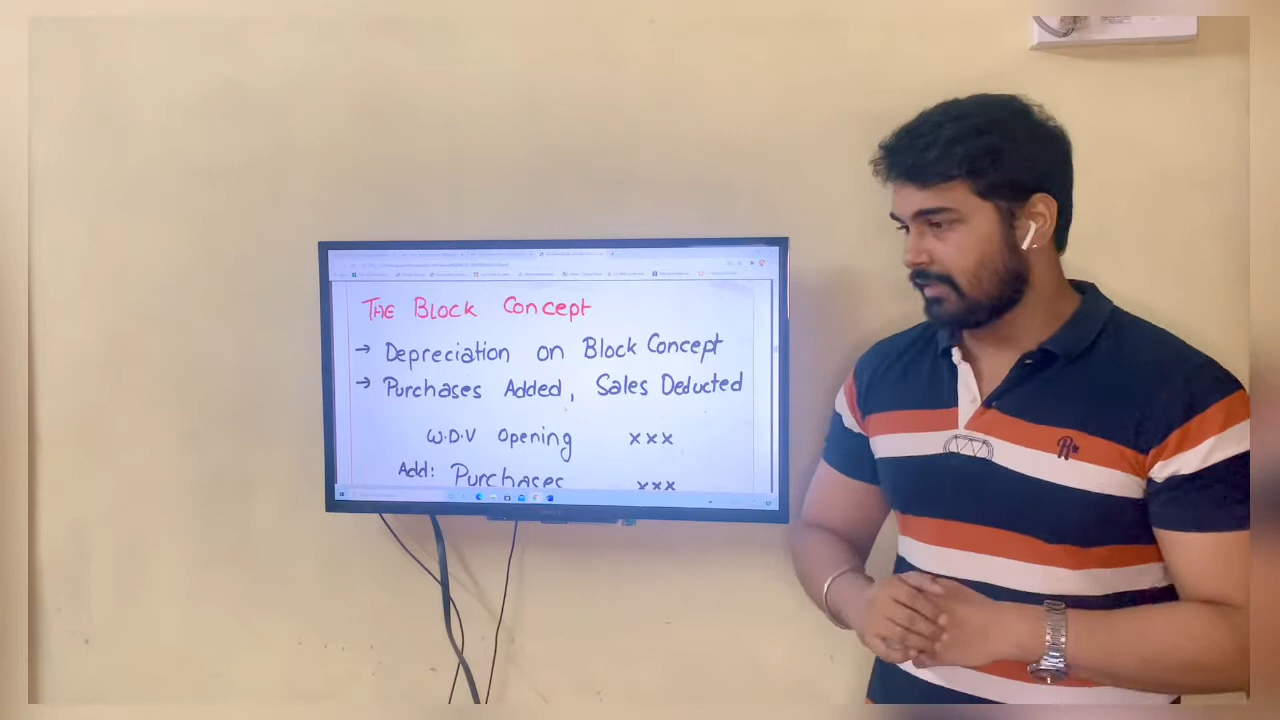 THE BLOCK Concept
→ Depreciation on Block Concept
→ Purchases Added, Sales Deducted
W.D.V Opening xxx
Add: Purchases xxx